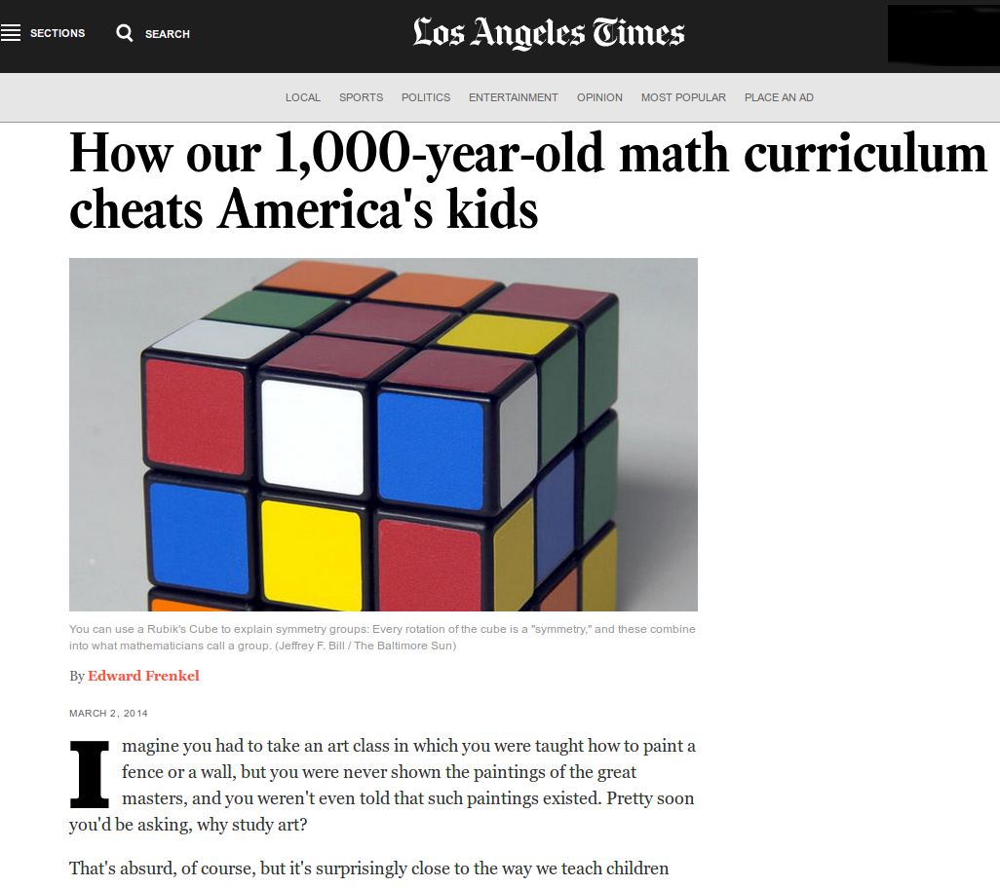 SECTIONS
SEARCH
Los Angeles Times
LOCAL SPORTS POLITICS ENTERTAINMENT OPINION MOST POPULAR PLACE AN AD
How our 1,000-year-old math curriculum
cheats America's kids
You can use a Rubik's Cube to explain symmetry groups: Every rotation of the cube is a "symmetry," and these combine
into what mathematicians call a group. (Jeffrey F. Bill / The Baltimore Sun)
By Edward Frenkel
MARCH 2, 2014
Imagine you had to take an art class in which you were taught how to paint a
fence or a wall, but you were never shown the paintings of the great
masters, and you weren't even told that such paintings existed. Pretty soon
you'd be asking, why study art?
That's absurd, of course, but it's surprisingly close to the way we teach children